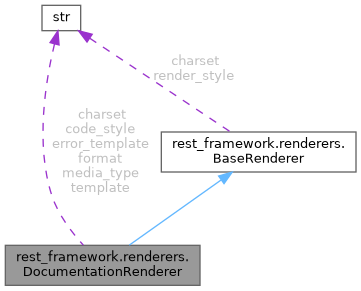 str
charset
render_style
charset
code_style
error_template
format
media_type
template
rest_framework.renderers.
BaseRenderer
rest_framework.renderers.
DocumentationRenderer